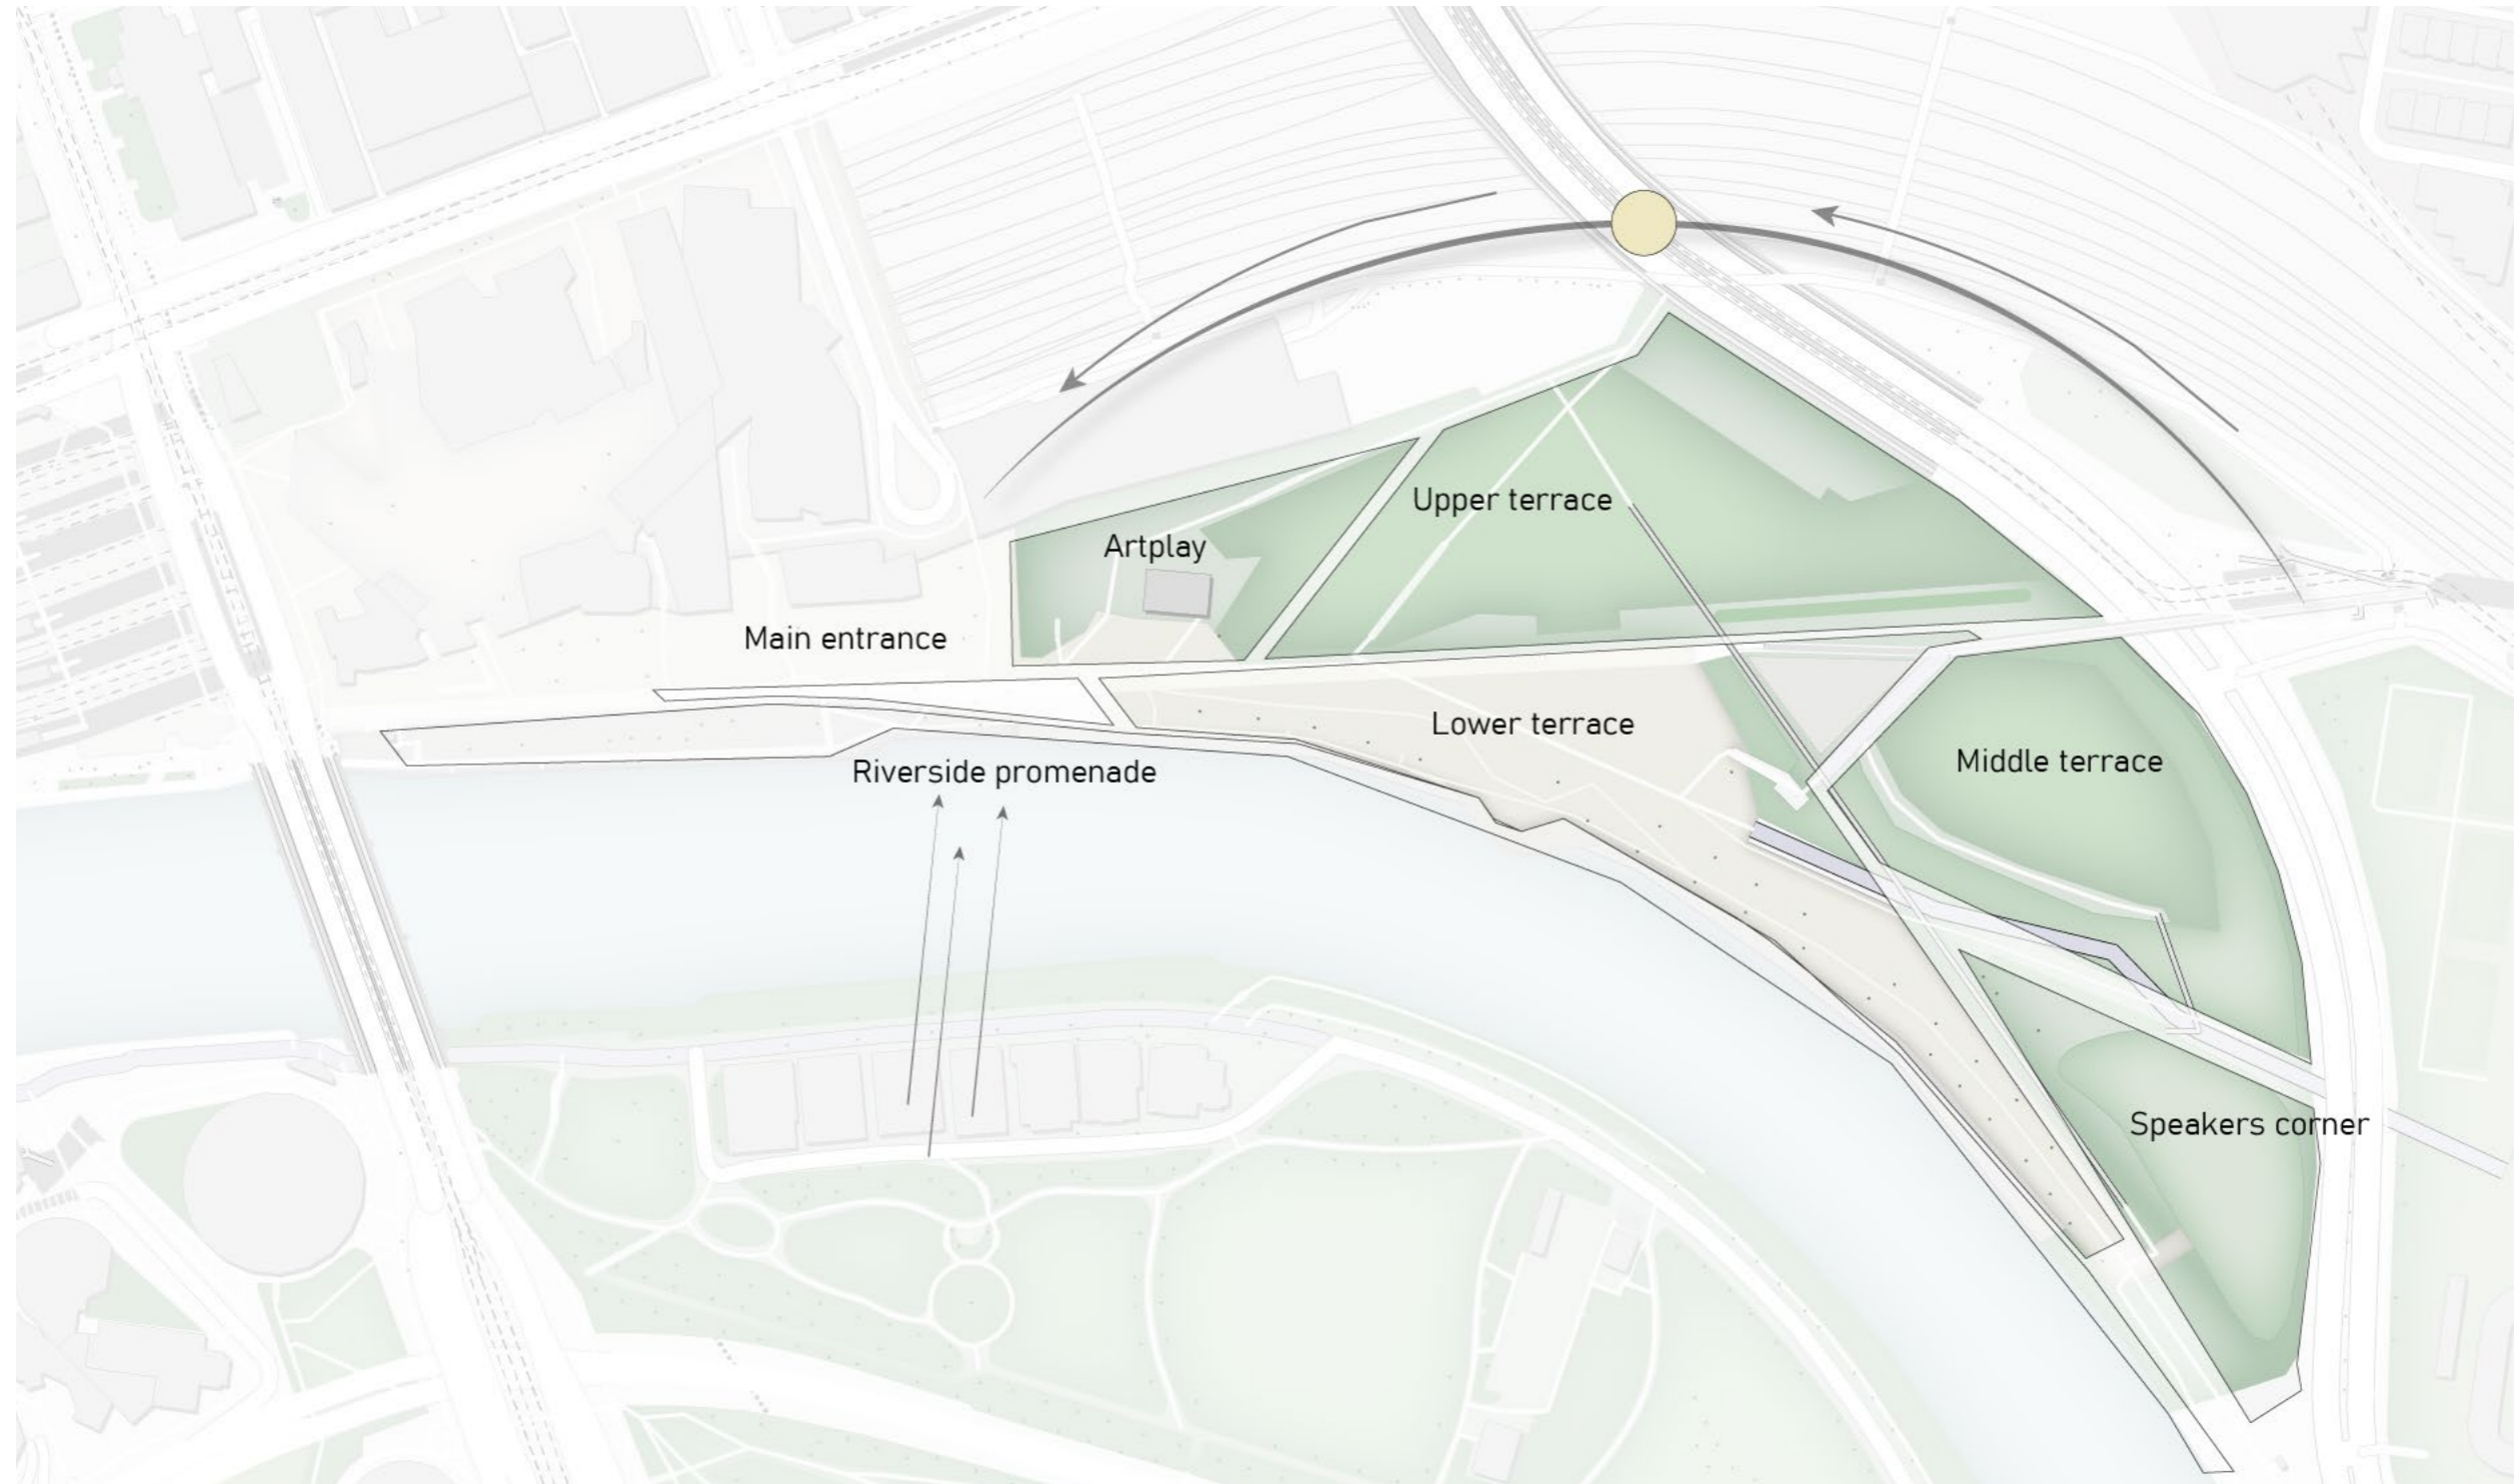 Upper terrace
Artplay
Main entrance
Lower terrace
Middle terrace
Riverside promenade
Speakers corner